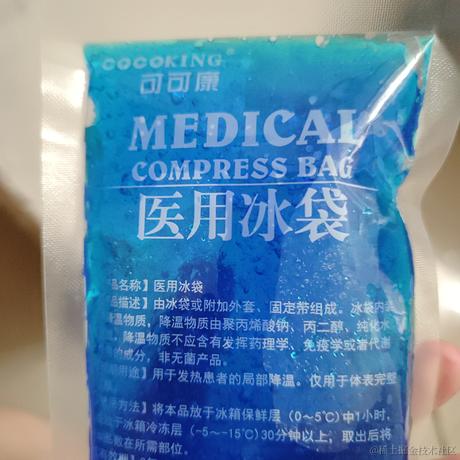 COCOKING
可可康
MEDICAL
COMPRESS BAG
医用冰袋
品名称】医用冰袋
品描述】由冰袋或附加外套、固定带组成。冰袋内装
温物质，降温物质由聚丙烯酸钠、丙二醇、纯化水
降温物质不应含有发挥药理学、免疫学或者代谢
的成分，非无菌产品。
用途】用于发热患者的局部降温。仅用于体表完整
方法】将本品放于冰箱保鲜层（0~5℃）中1小时，
于冰箱冷冻层（-5~-15℃）30分钟以上，取出后将
敷在所需部位。
@稀土掘金技术社区